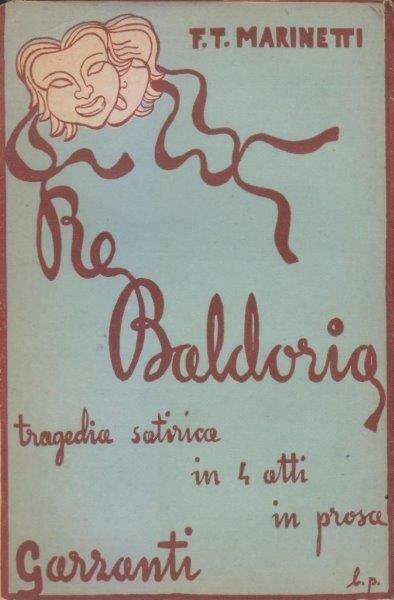 F.T. MARINETTI
Re
Baldoria
tragedia satirica
in 4 atti
in prosa
Garzanti
b.p.